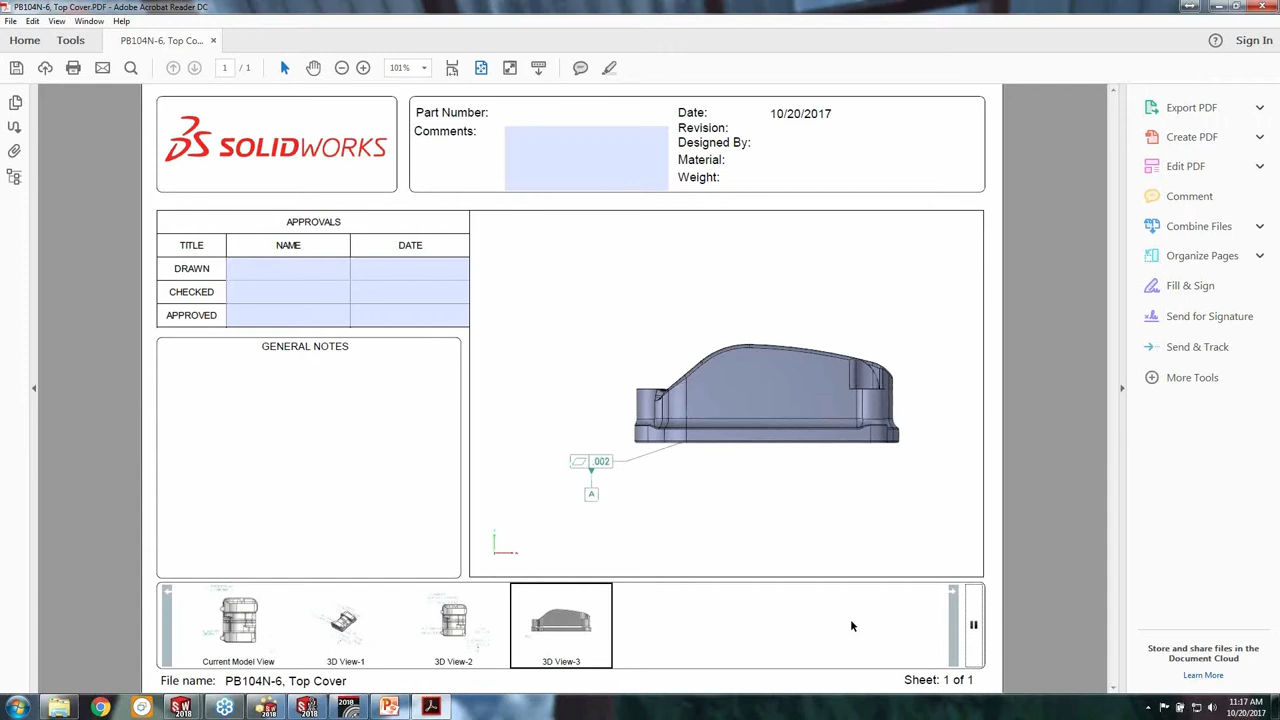 PB104N-6, Top Cover.PDF - Adobe Acrobat Reader DC
File Edit View Window Help
Home Tools PB104N-6, Top Co... × Sign In
1 / 1 101%
SOLIDWORKS
Part Number:
Comments:
Date: 10/20/2017
Revision:
Designed By:
Material:
Weight:
APPROVALS
TITLE NAME DATE
DRAWN
CHECKED
APPROVED
GENERAL NOTES
.002
A
Current Model View 3D View-1 3D View-2 3D View-3
File name: PB104N-6, Top Cover Sheet: 1 of 1
Export PDF
Create PDF
Edit PDF
Comment
Combine Files
Organize Pages
Fill & Sign
Send for Signature
Send & Track
More Tools
Store and share files in the
Document Cloud
Learn More
SW 2018
2018
11:17 AM
10/20/2017